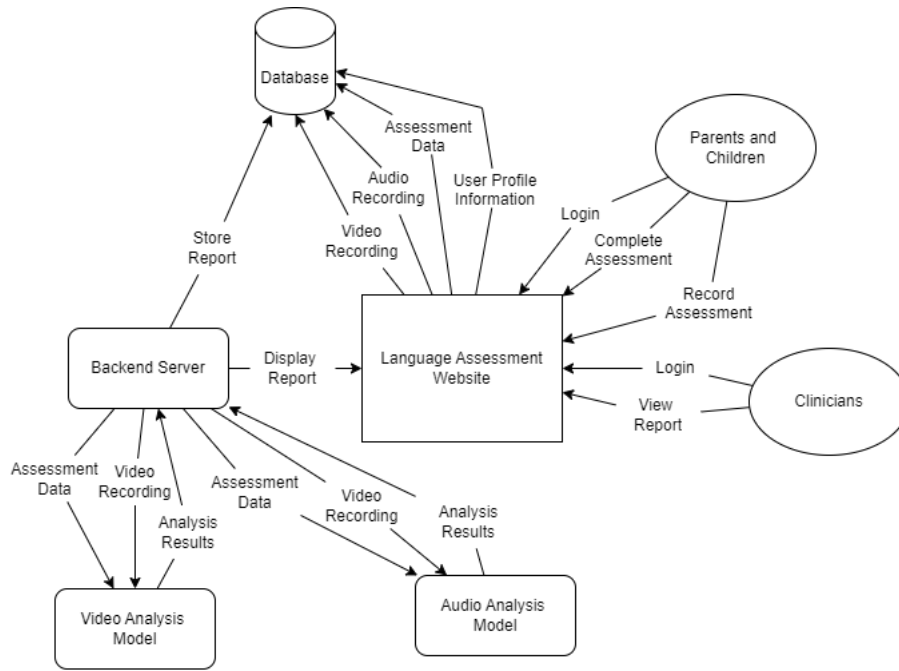 Database
Assessment
Data
Audio
Recording
User Profile
Information
Video
Recording
Parents and
Children
Login
Complete
Assessment
Record
Assessment
Store
Report
Backend Server
Display
Report
Language Assessment
Website
Login
View
Report
Clinicians
Assessment
Data
Video
Recording
Analysis
Results
Assessment
Data
Video
Recording
Analysis
Results
Video Analysis
Model
Audio Analysis
Model